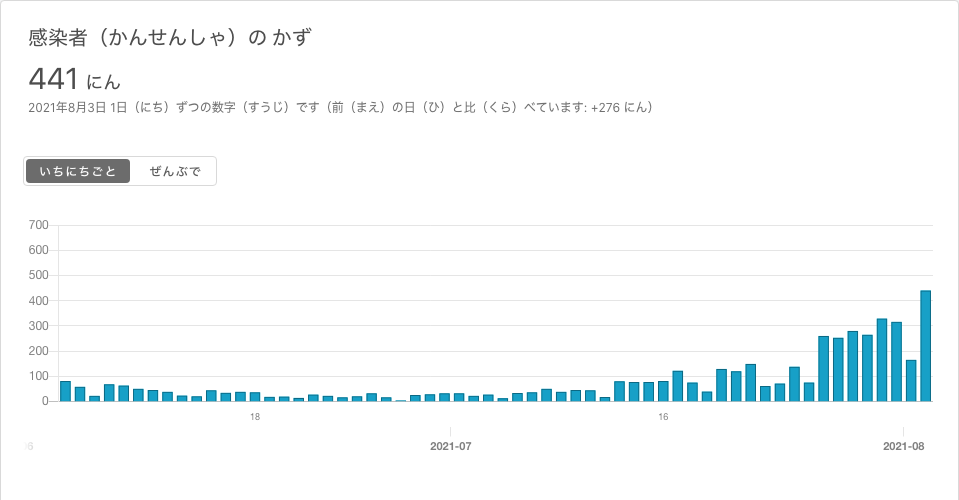 感染者（かんせんしゃ）の かず
441 にん
2021年8月3日 1日（にち）ずつの数字（すうじ）です（前（まえ）の日（ひ）と比（くら）べています: +276 にん）
いちにちごと ぜんぶで
700
600
500
400
300
200
100
0
18 16
2021-07 2021-08